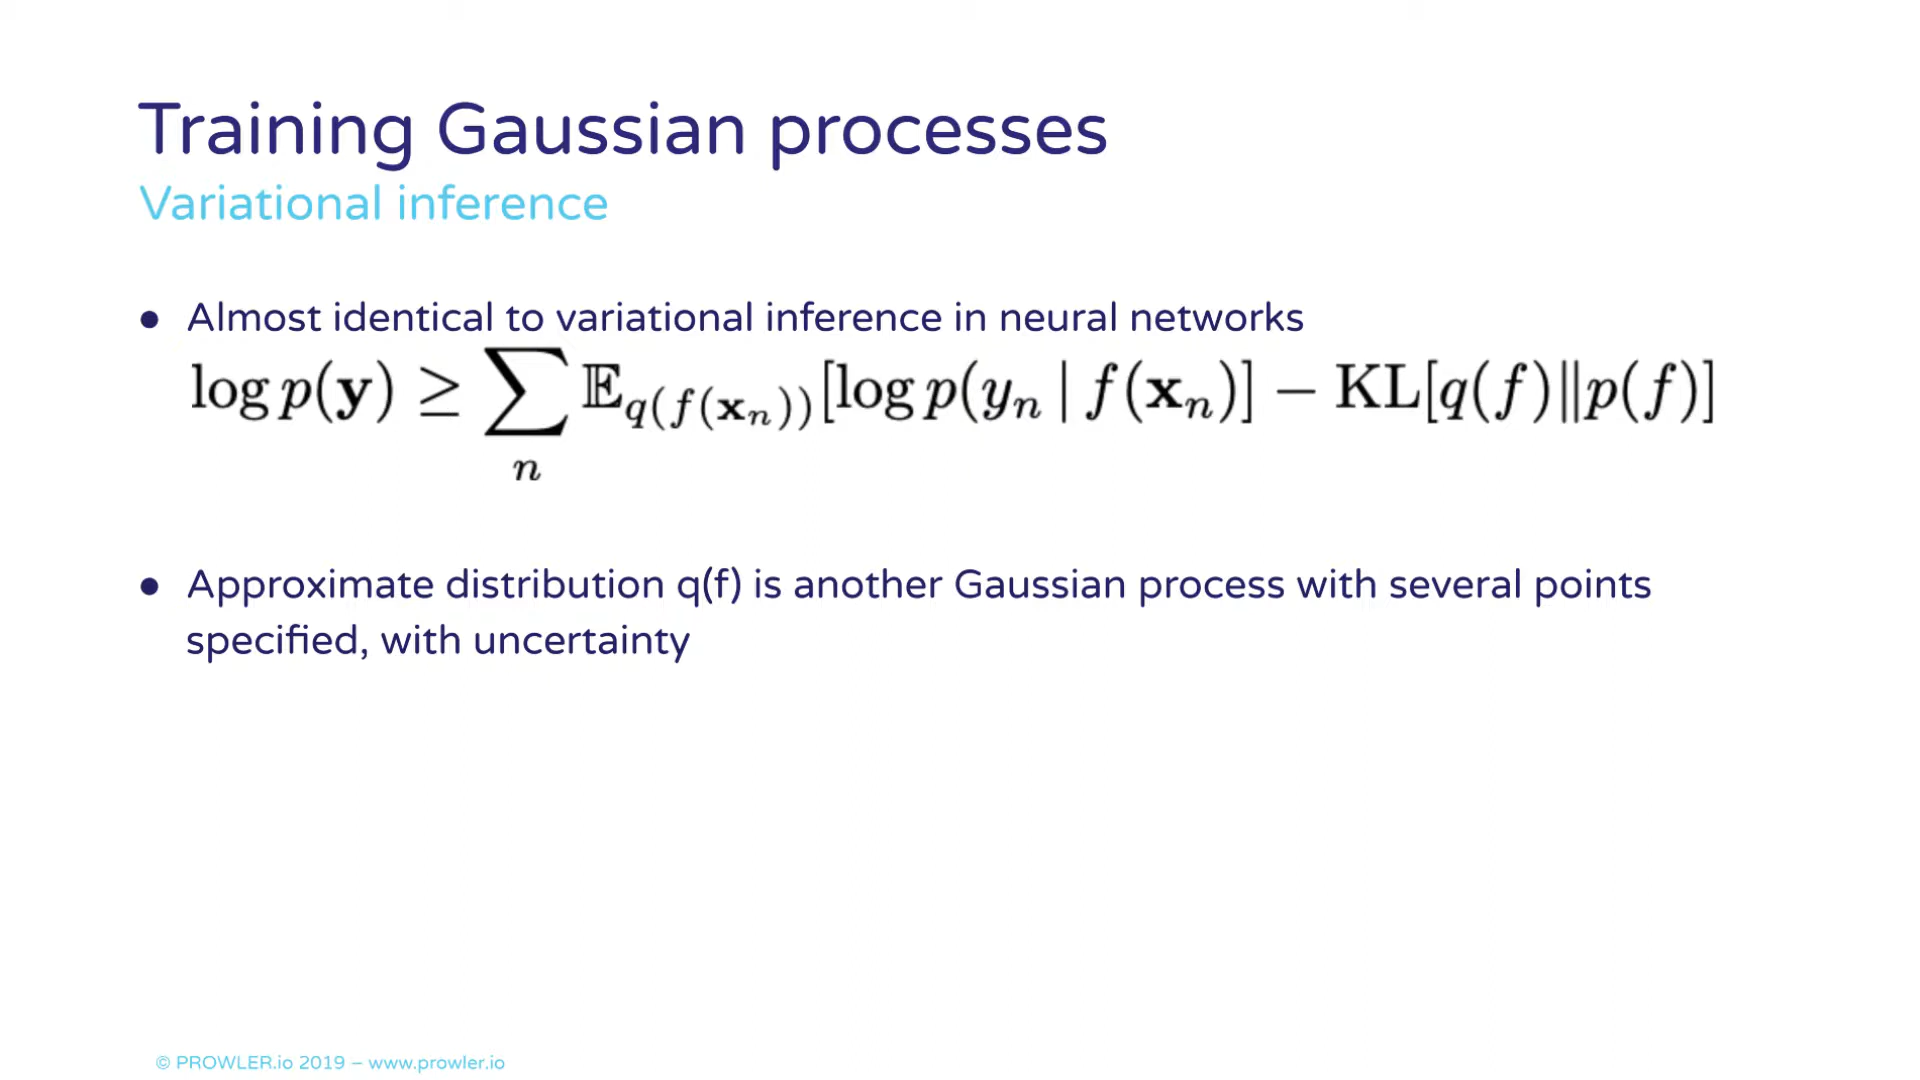 Training Gaussian processes
Variational inference
● Almost identical to variational inference in neural networks
log p(𝐲) ≥ ∑ₙ 𝔼_{q(f(𝐱ₙ))}[log p(yₙ | f(𝐱ₙ)] − KL[q(f)‖p(f)]
● Approximate distribution q(f) is another Gaussian process with several points
specified, with uncertainty
© PROWLER.io 2019 – www.prowler.io